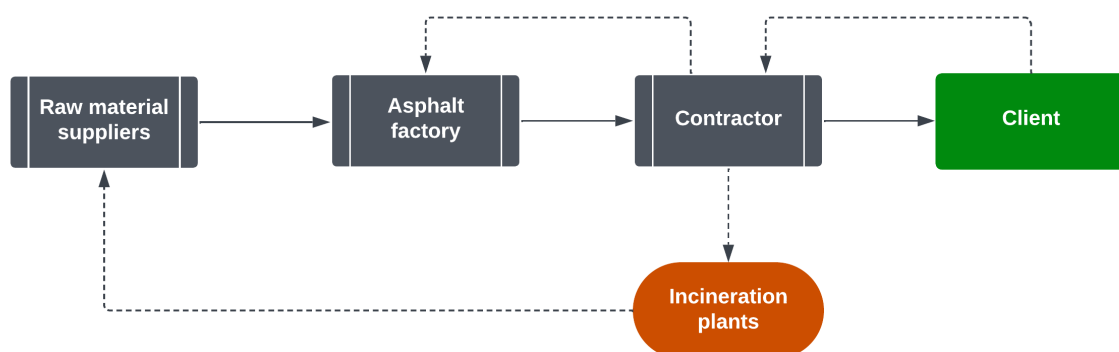 Raw material
suppliers
Asphalt
factory
Contractor
Client
Incineration
plants